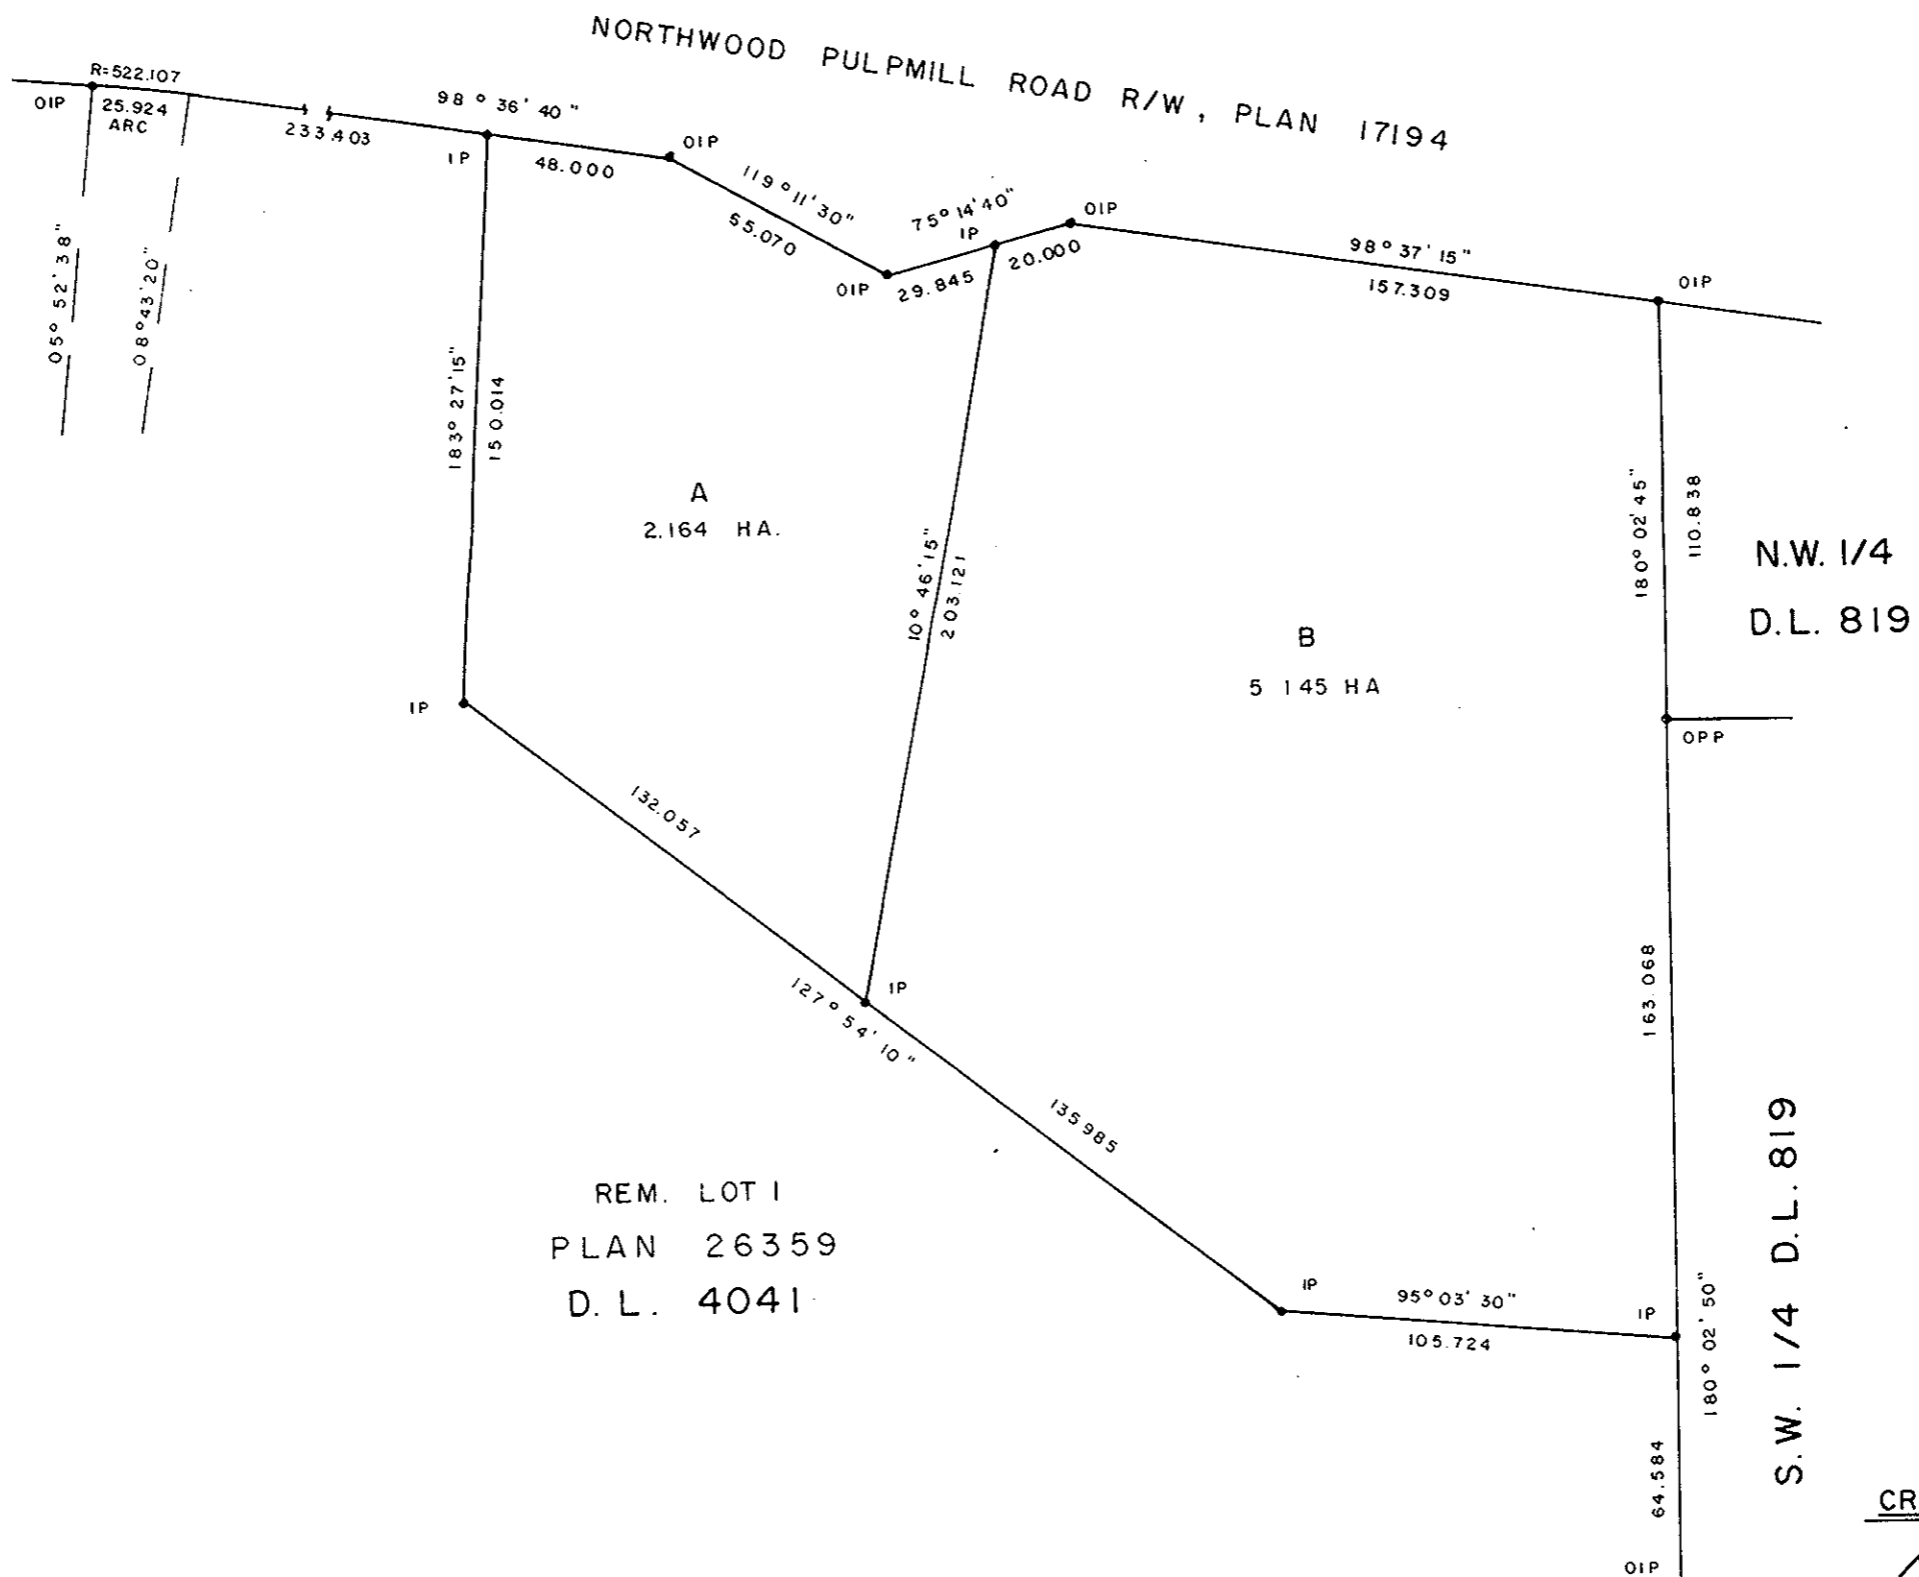 NORTHWOOD PULPMILL ROAD R/W, PLAN 17194
R=522.107
OIP
25.924
ARC
233.403
98° 36' 40"
IP
48.000
OIP
119° 11' 30"
55.070
75° 14' 40"
IP
OIP
20.000
OIP
29.845
98° 37' 15"
157.309
OIP
05° 52' 38"
08° 43' 20"
183° 27' 15"
150.014
A
2.164 HA.
10° 46' 15"
203.121
B
5 145 HA
180° 02' 45"
110.838
N.W. 1/4
D.L. 819
IP
OPP
132.057
IP
127° 54' 10"
163.068
135985
REM. LOT 1
PLAN 26359
D.L. 4041
IP
95° 03' 30"
105.724
IP
180° 02' 50"
S.W. 1/4 D.L. 819
64.584
OIP
CR